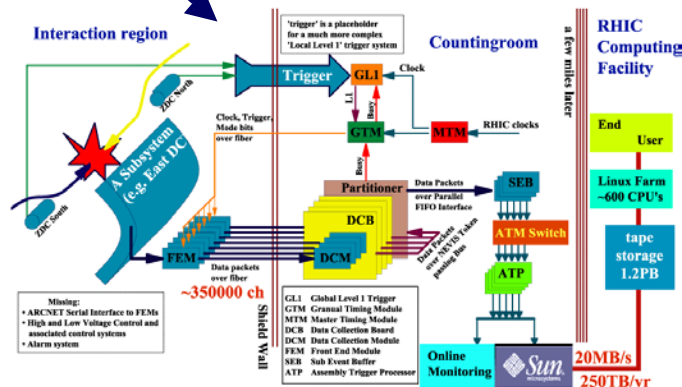 Interaction region
'trigger' is a placeholder
for a much more complex
'Local Level 1' trigger system
Countingroom
a few miles later
RHIC
Computing
Facility
ZDC North
Trigger
GL1
Clock
L1
Busy
Clock, Trigger,
Mode bits
over fiber
GTM
MTM
RHIC clocks
End
User
A Subsystem
(e.g. East DC)
Busy
Partitioner
Data Packets
over Parallel
FIFO Interface
SEB
Linux Farm
~600 CPU's
ZDC South
DCB
DCM
Data Packets
over NEVIS Token
passing Bus
ATM Switch
tape
storage
1.2PB
FEM
Data packets
over fiber
~350000 ch
ATP
Missing:
• ARCNET Serial Interface to FEMs
• High and Low Voltage Control and
associated control systems
• Alarm system
Shield Wall
GL1 Global Level 1 Trigger
GTM Granual Timing Module
MTM Master Timing Module
DCB Data Collection Board
DCM Data Collection Module
FEM Front End Module
SEB Sub Event Buffer
ATP Assembly Trigger Processor
Online
Monitoring
Sun
microsystems
20MB/s
250TB/yr